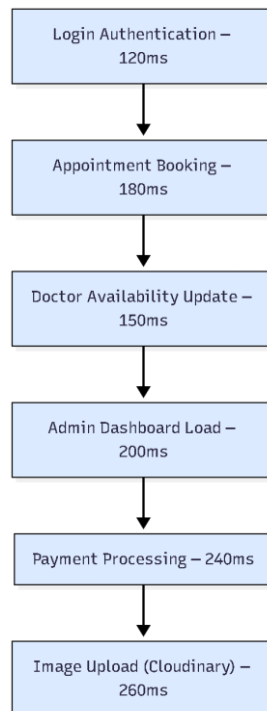 Login Authentication –
120ms
Appointment Booking –
180ms
Doctor Availability Update –
150ms
Admin Dashboard Load –
200ms
Payment Processing – 240ms
Image Upload (Cloudinary) –
260ms